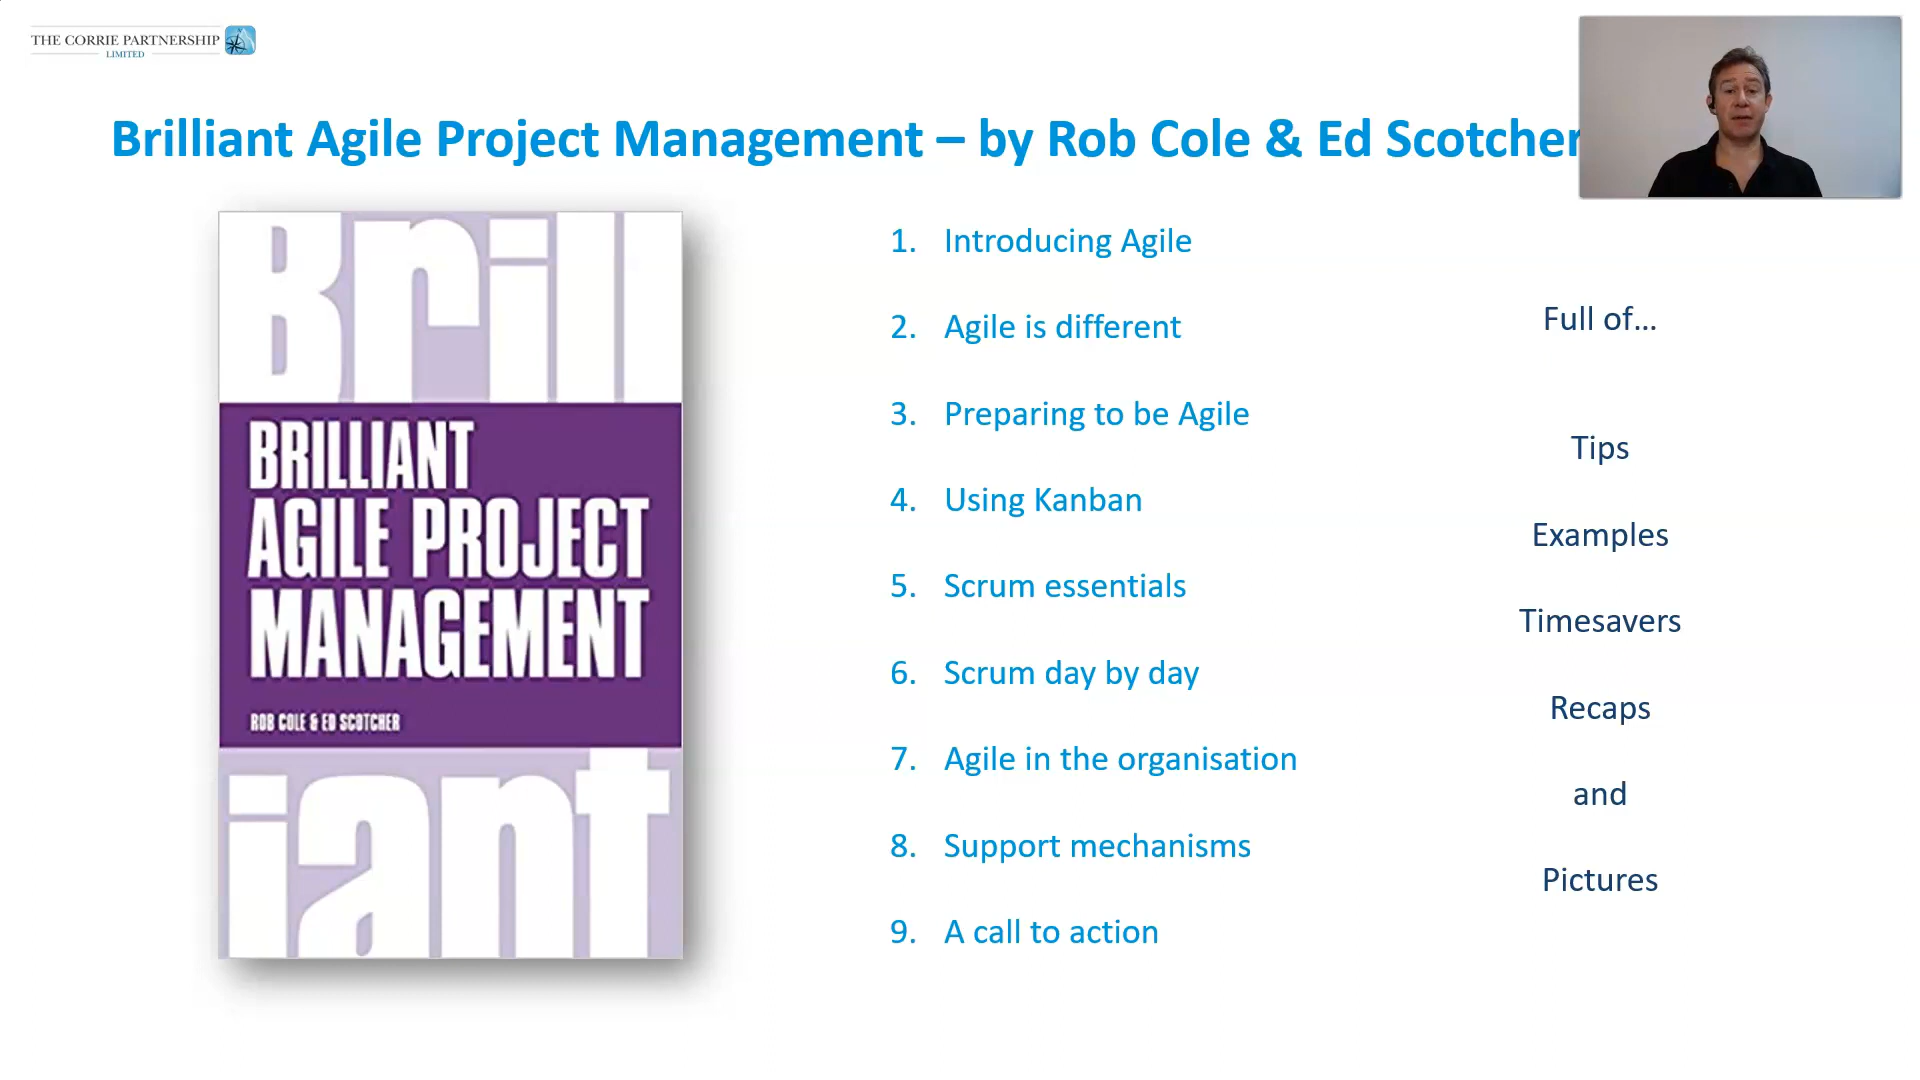 THE CORRIE PARTNERSHIP
LIMITED
Brilliant Agile Project Management – by Rob Cole & Ed Scotcher
Brill
BRILLIANT
AGILE PROJECT
MANAGEMENT
ROB COLE & ED SCOTCHER
iant
1. Introducing Agile
2. Agile is different
3. Preparing to be Agile
4. Using Kanban
5. Scrum essentials
6. Scrum day by day
7. Agile in the organisation
8. Support mechanisms
9. A call to action
Full of...
Tips
Examples
Timesavers
Recaps
and
Pictures